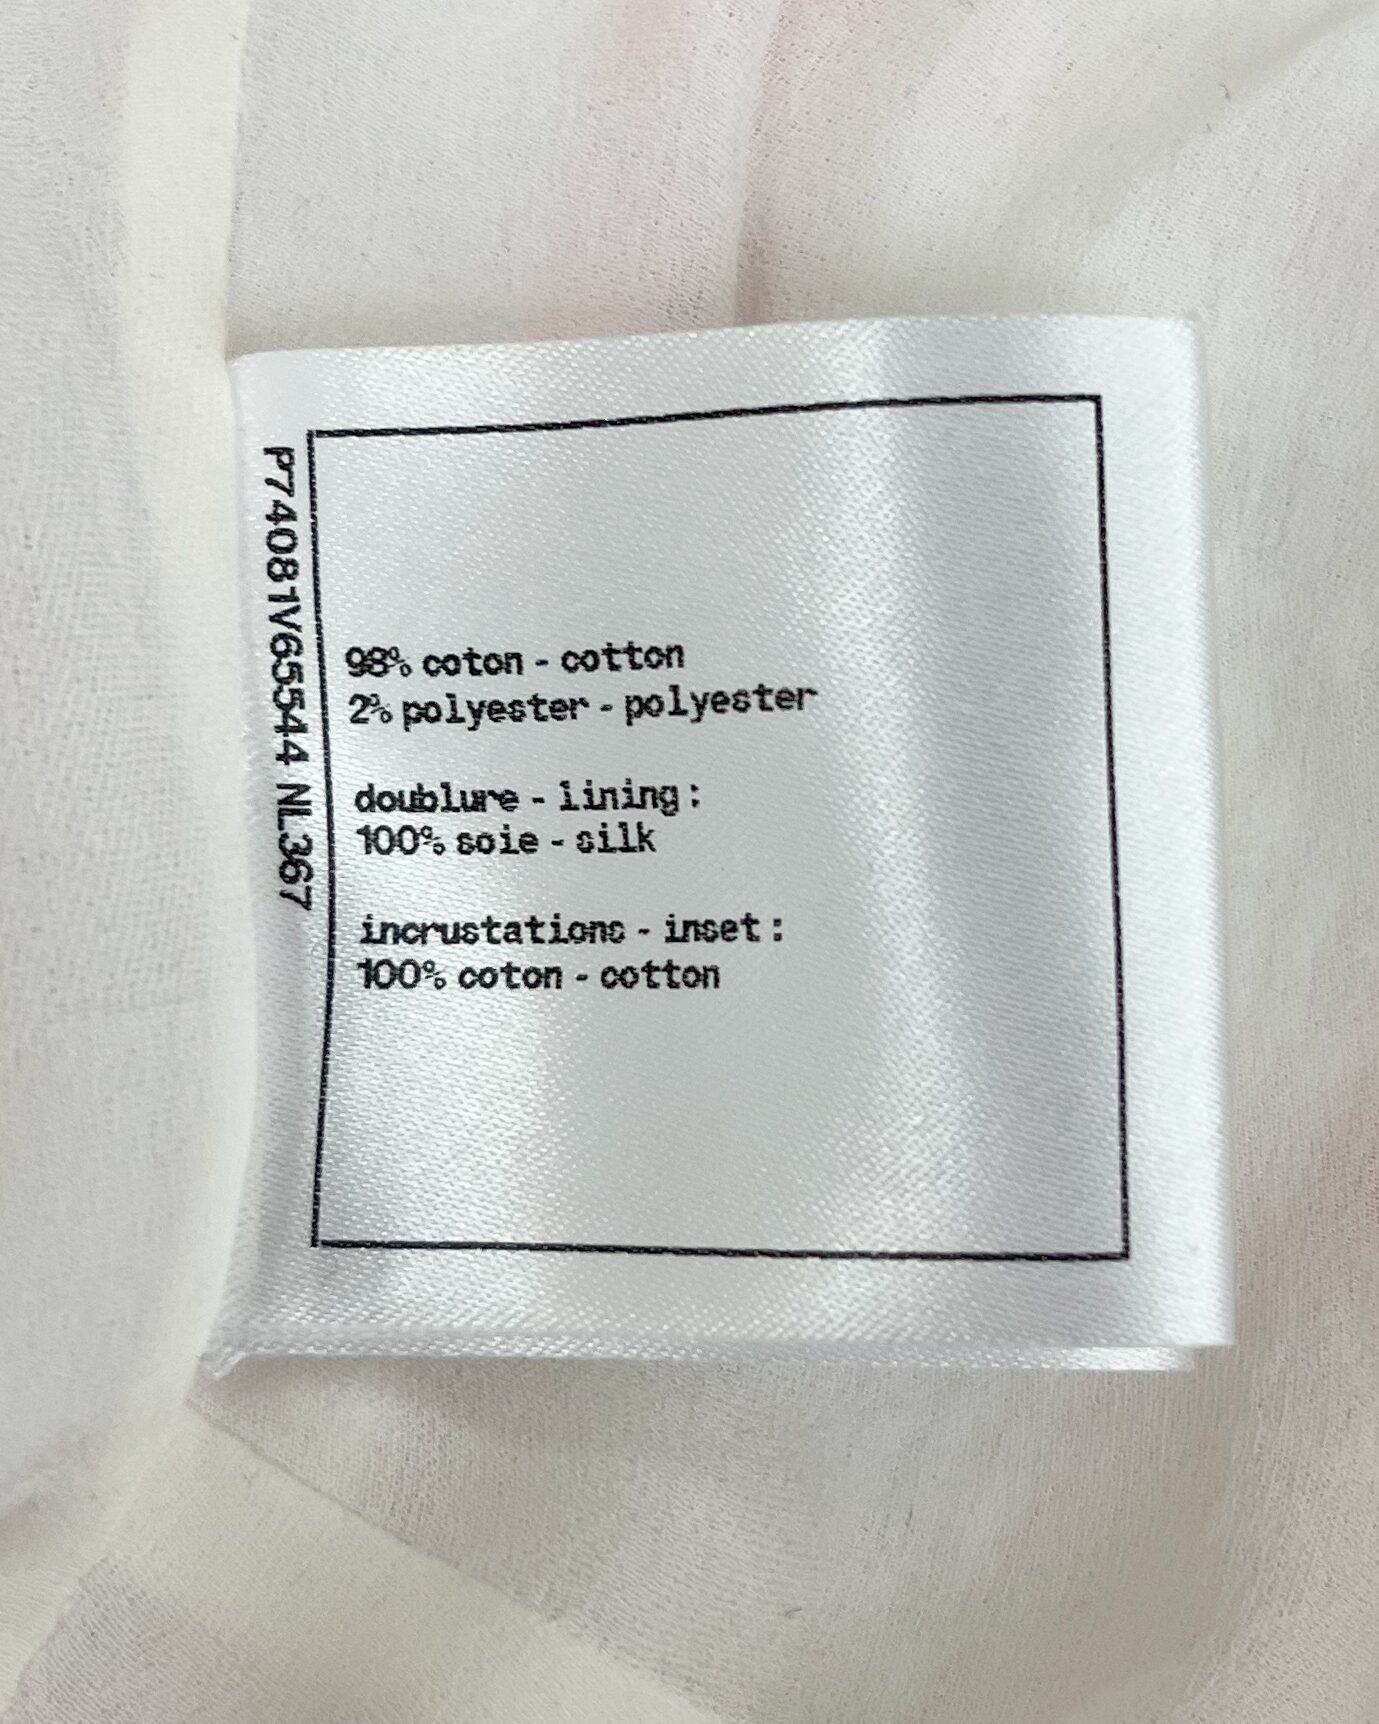 P74081V65544 NL367
98% coton - cotton
2% polyester - polyester
doublure - lining :
100% soie - silk
incrustations - inset :
100% coton - cotton